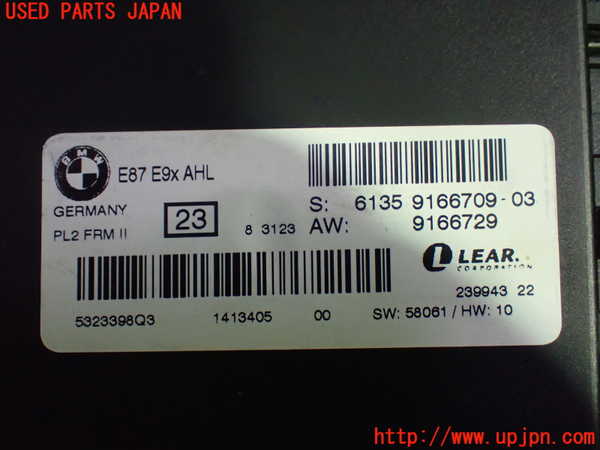 USED PARTS JAPAN
BMW
E87 E9x AHL
GERMANY
PL2 FRM II
23
8 3123
S: 6135 9166709-03
AW: 9166729
LEAR.
CORPORATION
239943 22
5323398Q3 1413405 00 SW: 58061 / HW: 10
https://www.upjpn.com/